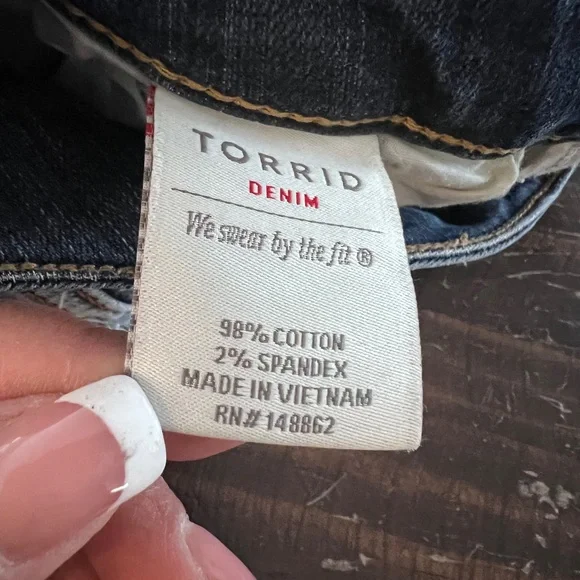 TORRID
DENIM
We swear by the fit ®
98% COTTON
2% SPANDEX
MADE IN VIETNAM
RN# 148862